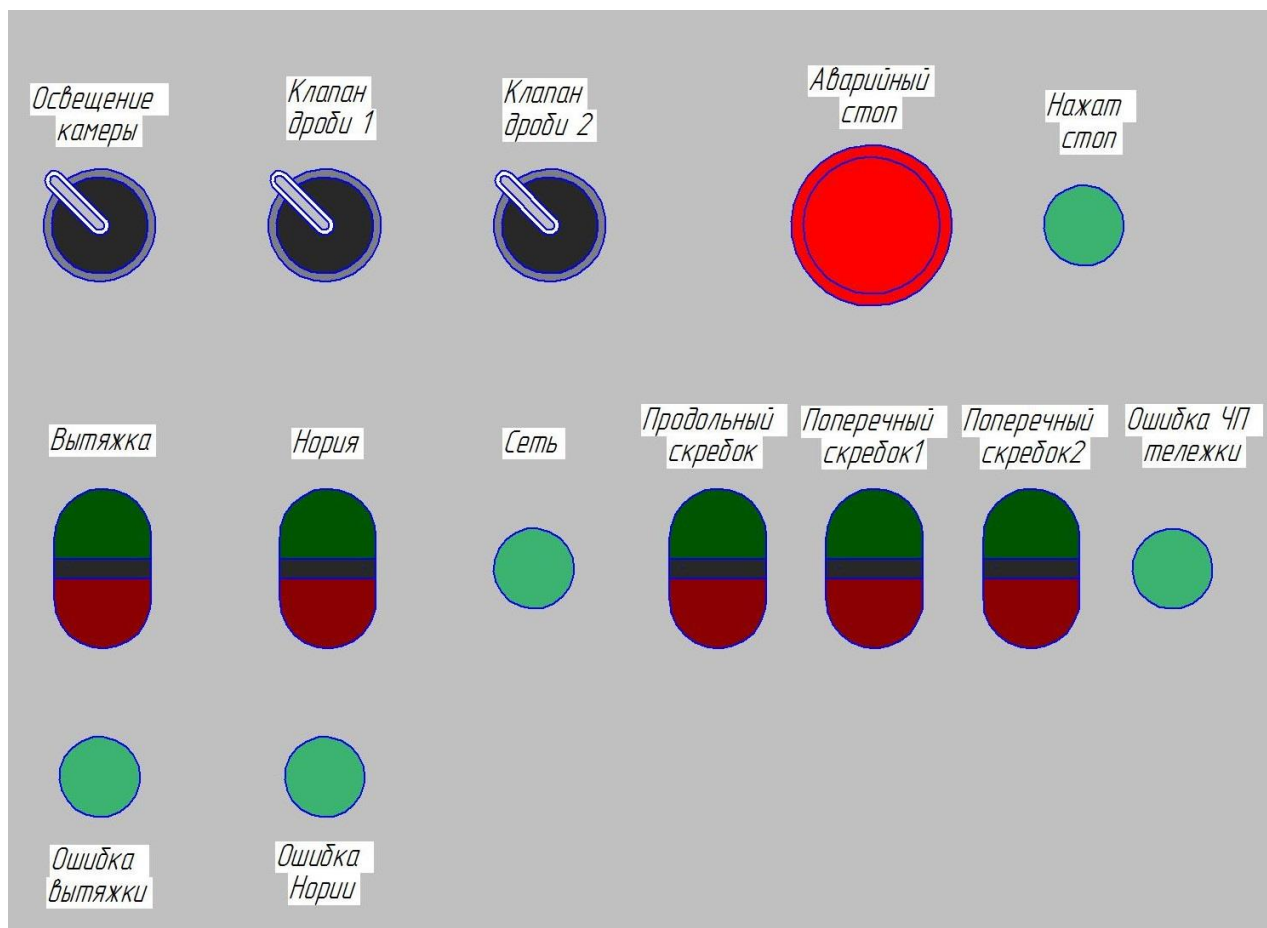 Освещение
камеры
Клапан
дроби 1
Клапан
дроби 2
Аварийный
стоп
Нажат
стоп
Вытяжка
Нория
Сеть
Продольный
скребок
Поперечный
скребок1
Поперечный
скребок2
Ошибка ЧП
тележки
Ошибка
вытяжки
Ошибка
Нории